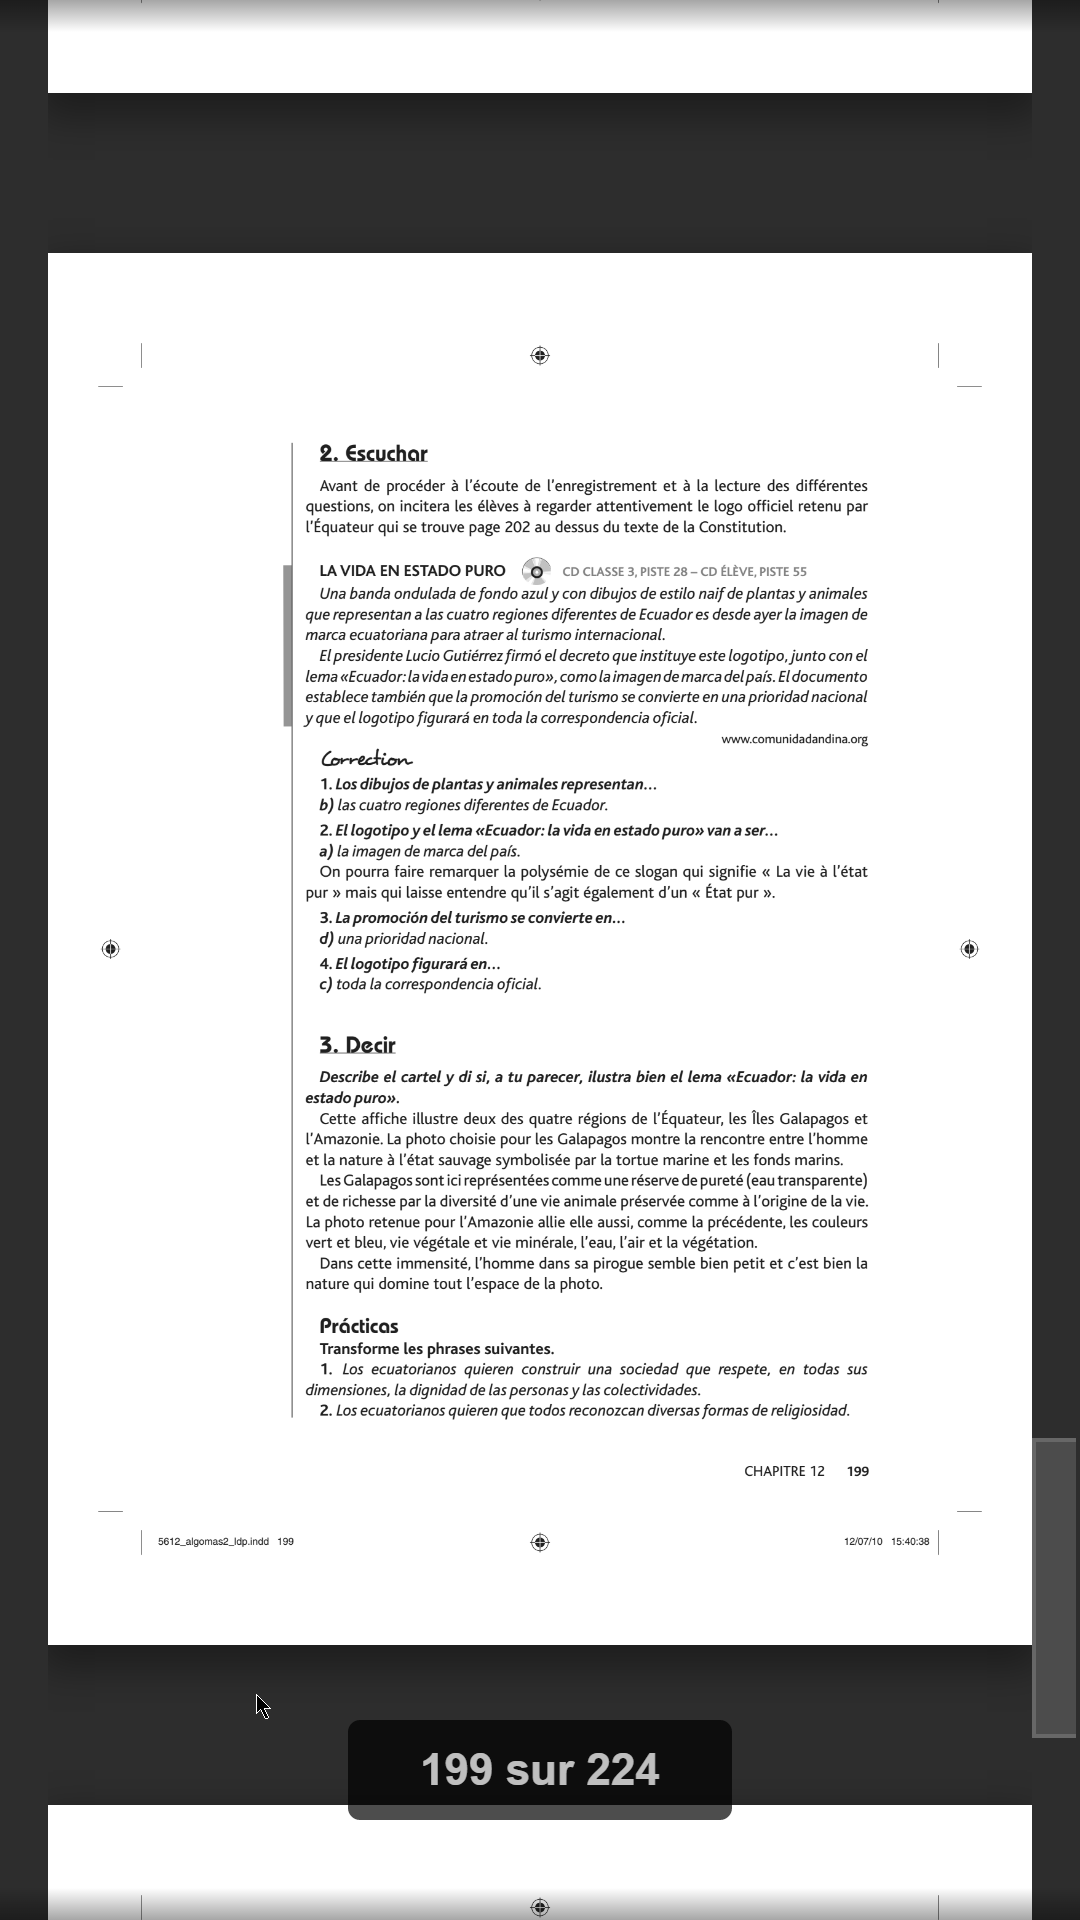 2. Escuchar
Avant de procéder à l'écoute de l'enregistrement et à la lecture des différentes
questions, on incitera les élèves à regarder attentivement le logo officiel retenu par
l'Équateur qui se trouve page 202 au dessus du texte de la Constitution.
LA VIDA EN ESTADO PURO CD CLASSE 3, PISTE 28 – CD ÉLÈVE, PISTE 55
Una banda ondulada de fondo azul y con dibujos de estilo naif de plantas y animales
que representan a las cuatro regiones diferentes de Ecuador es desde ayer la imagen de
marca ecuatoriana para atraer al turismo internacional.
El presidente Lucio Gutiérrez firmó el decreto que instituye este logotipo, junto con el
lema «Ecuador: la vida en estado puro», como la imagen de marca del país. El documento
establece también que la promoción del turismo se convierte en una prioridad nacional
y que el logotipo figurará en toda la correspondencia oficial.
www.comunidadandina.org
Correction
1. Los dibujos de plantas y animales representan…
b) las cuatro regiones diferentes de Ecuador.
2. El logotipo y el lema «Ecuador: la vida en estado puro» van a ser…
a) la imagen de marca del país.
On pourra faire remarquer la polysémie de ce slogan qui signifie « La vie à l'état
pur » mais qui laisse entendre qu'il s'agit également d'un « État pur ».
3. La promoción del turismo se convierte en…
d) una prioridad nacional.
4. El logotipo figurará en…
c) toda la correspondencia oficial.
3. Decir
Describe el cartel y di si, a tu parecer, ilustra bien el lema «Ecuador: la vida en
estado puro».
Cette affiche illustre deux des quatre régions de l'Équateur, les Îles Galapagos et
l'Amazonie. La photo choisie pour les Galapagos montre la rencontre entre l'homme
et la nature à l'état sauvage symbolisée par la tortue marine et les fonds marins.
Les Galapagos sont ici représentées comme une réserve de pureté (eau transparente)
et de richesse par la diversité d'une vie animale préservée comme à l'origine de la vie.
La photo retenue pour l'Amazonie allie elle aussi, comme la précédente, les couleurs
vert et bleu, vie végétale et vie minérale, l'eau, l'air et la végétation.
Dans cette immensité, l'homme dans sa pirogue semble bien petit et c'est bien la
nature qui domine tout l'espace de la photo.
Prácticas
Transforme les phrases suivantes.
1. Los ecuatorianos quieren construir una sociedad que respete, en todas sus
dimensiones, la dignidad de las personas y las colectividades.
2. Los ecuatorianos quieren que todos reconozcan diversas formas de religiosidad.
CHAPITRE 12 199
5612_algomas2_ldp.indd 199 12/07/10 15:40:38
199 sur 224